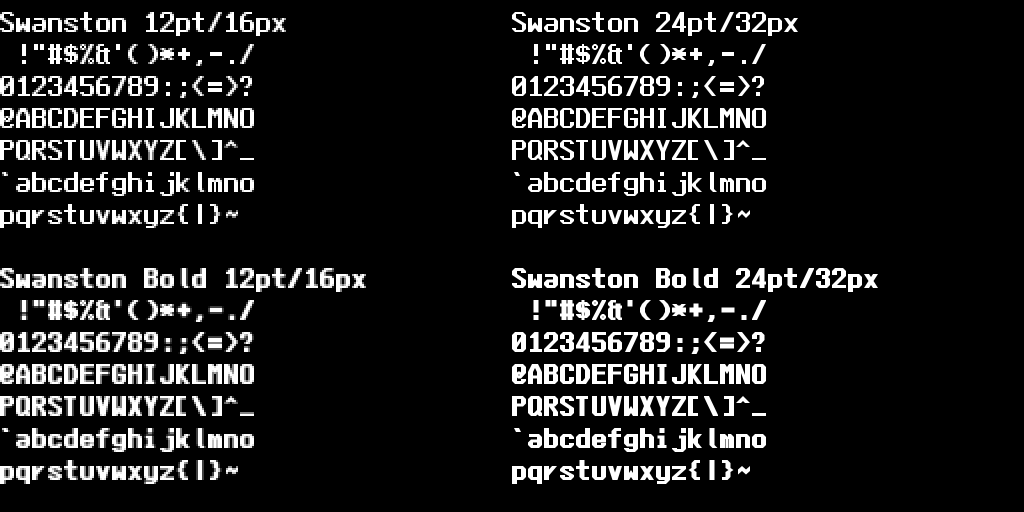 Swanston 12pt/16px
 !"#$%&'()*+,-./
0123456789:;<=>?
@ABCDEFGHIJKLMNO
PQRSTUVWXYZ[\]^_
`abcdefghijklmno
pqrstuvwxyz{|}~
Swanston 24pt/32px
 !"#$%&'()*+,-./
0123456789:;<=>?
@ABCDEFGHIJKLMNO
PQRSTUVWXYZ[\]^_
`abcdefghijklmno
pqrstuvwxyz{|}~
Swanston Bold 12pt/16px
 !"#$%&'()*+,-./
0123456789:;<=>?
@ABCDEFGHIJKLMNO
PQRSTUVWXYZ[\]^_
`abcdefghijklmno
pqrstuvwxyz{|}~
Swanston Bold 24pt/32px
 !"#$%&'()*+,-./
0123456789:;<=>?
@ABCDEFGHIJKLMNO
PQRSTUVWXYZ[\]^_
`abcdefghijklmno
pqrstuvwxyz{|}~